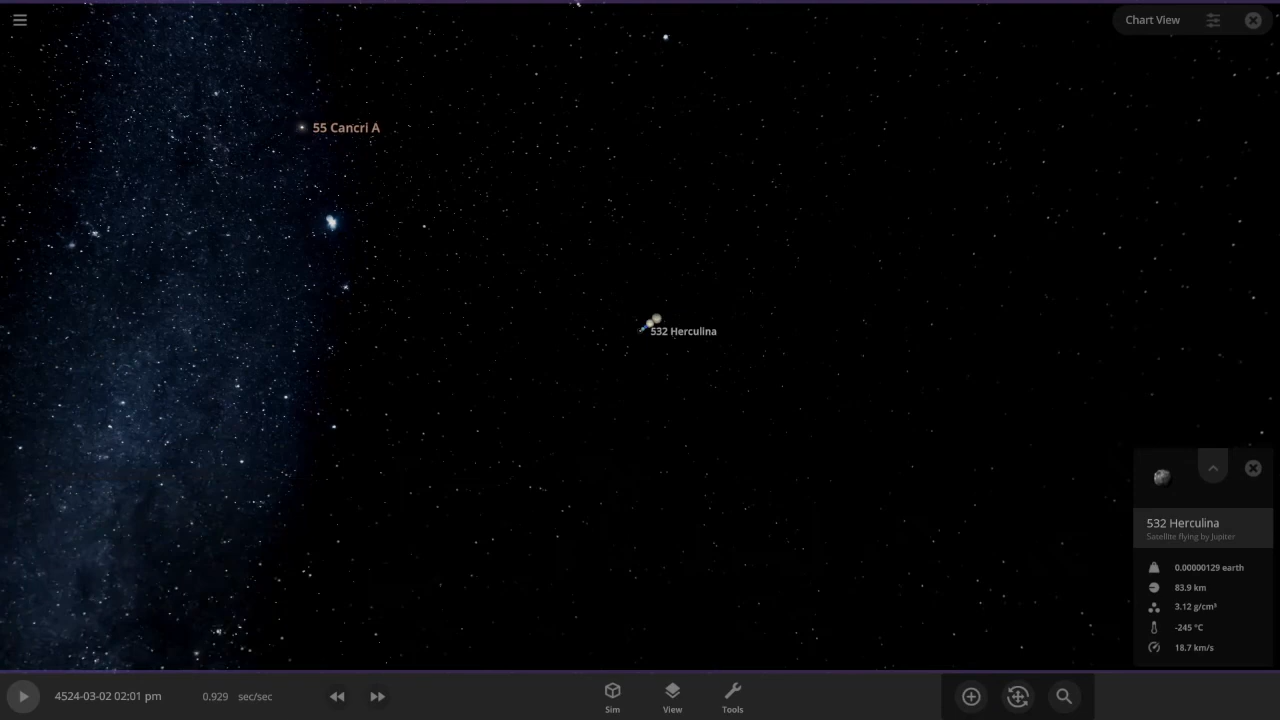 Chart View
55 Cancri A
532 Herculina
532 Herculina
Satellite flying by Jupiter
0.00000129 earth
83.9 km
3.12 g/cm³
-245 °C
18.7 km/s
4524-03-02 02:01 pm 0.929 sec/sec
Sim View Tools